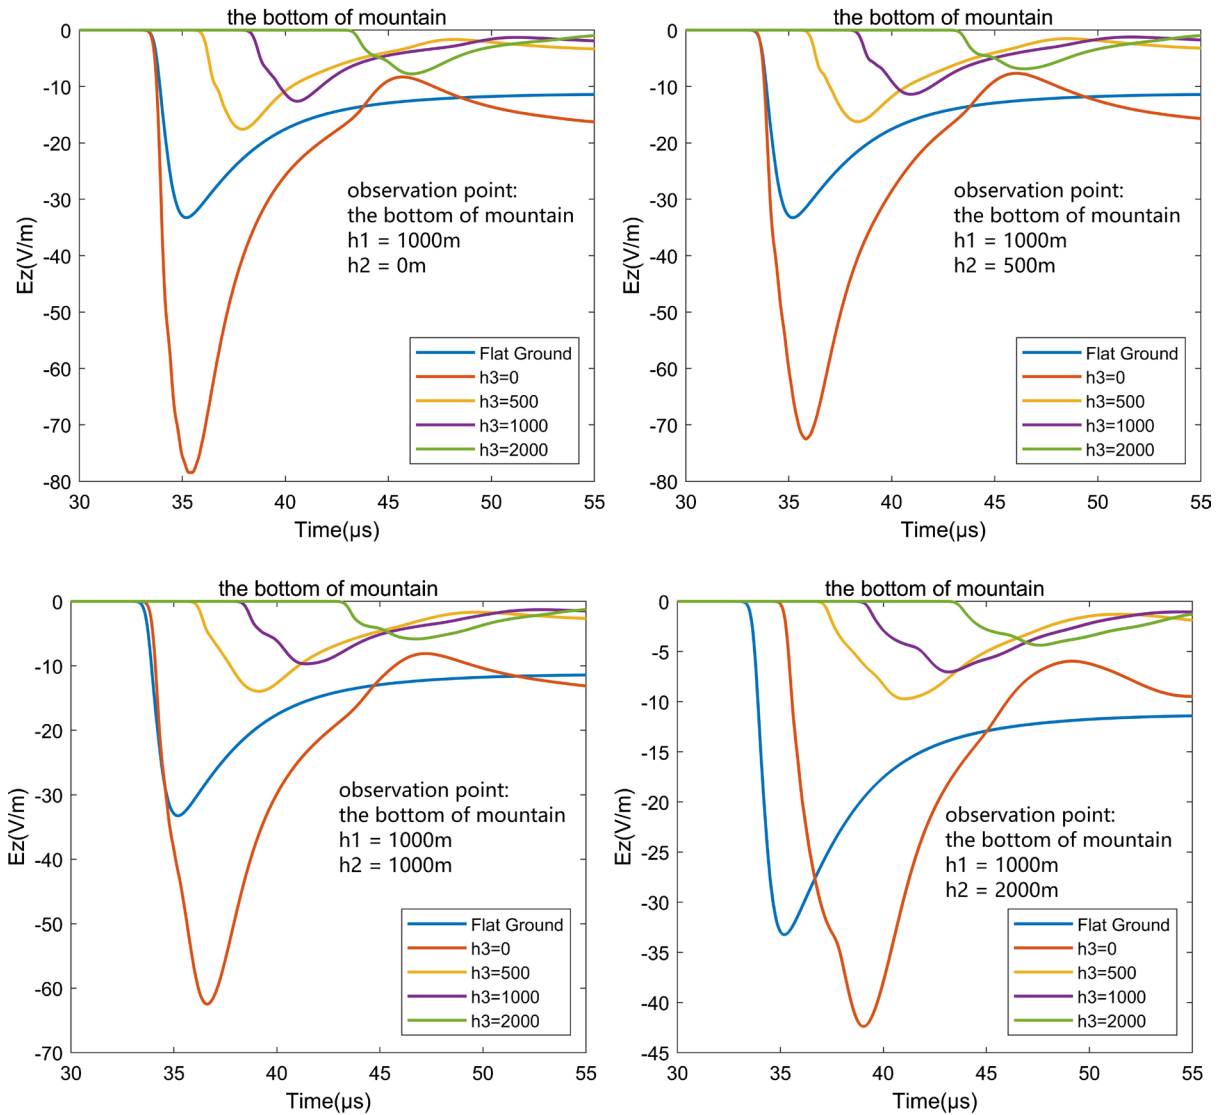 the bottom of mountain
0
-10
-20
-30
-40
-50
-60
-70
-80
Ez(V/m)
observation point:
the bottom of mountain
h1 = 1000m
h2 = 0m
Flat Ground
h3=0
h3=500
h3=1000
h3=2000
30 35 40 45 50 55
Time(μs)
the bottom of mountain
0
-10
-20
-30
-40
-50
-60
-70
-80
Ez(V/m)
observation point:
the bottom of mountain
h1 = 1000m
h2 = 500m
Flat Ground
h3=0
h3=500
h3=1000
h3=2000
30 35 40 45 50 55
Time(μs)
the bottom of mountain
0
-10
-20
-30
-40
-50
-60
-70
Ez(V/m)
observation point:
the bottom of mountain
h1 = 1000m
h2 = 1000m
Flat Ground
h3=0
h3=500
h3=1000
h3=2000
30 35 40 45 50 55
Time(μs)
the bottom of mountain
0
-5
-10
-15
-20
-25
-30
-35
-40
-45
Ez(V/m)
observation point:
the bottom of mountain
h1 = 1000m
h2 = 2000m
Flat Ground
h3=0
h3=500
h3=1000
h3=2000
30 35 40 45 50 55
Time(μs)